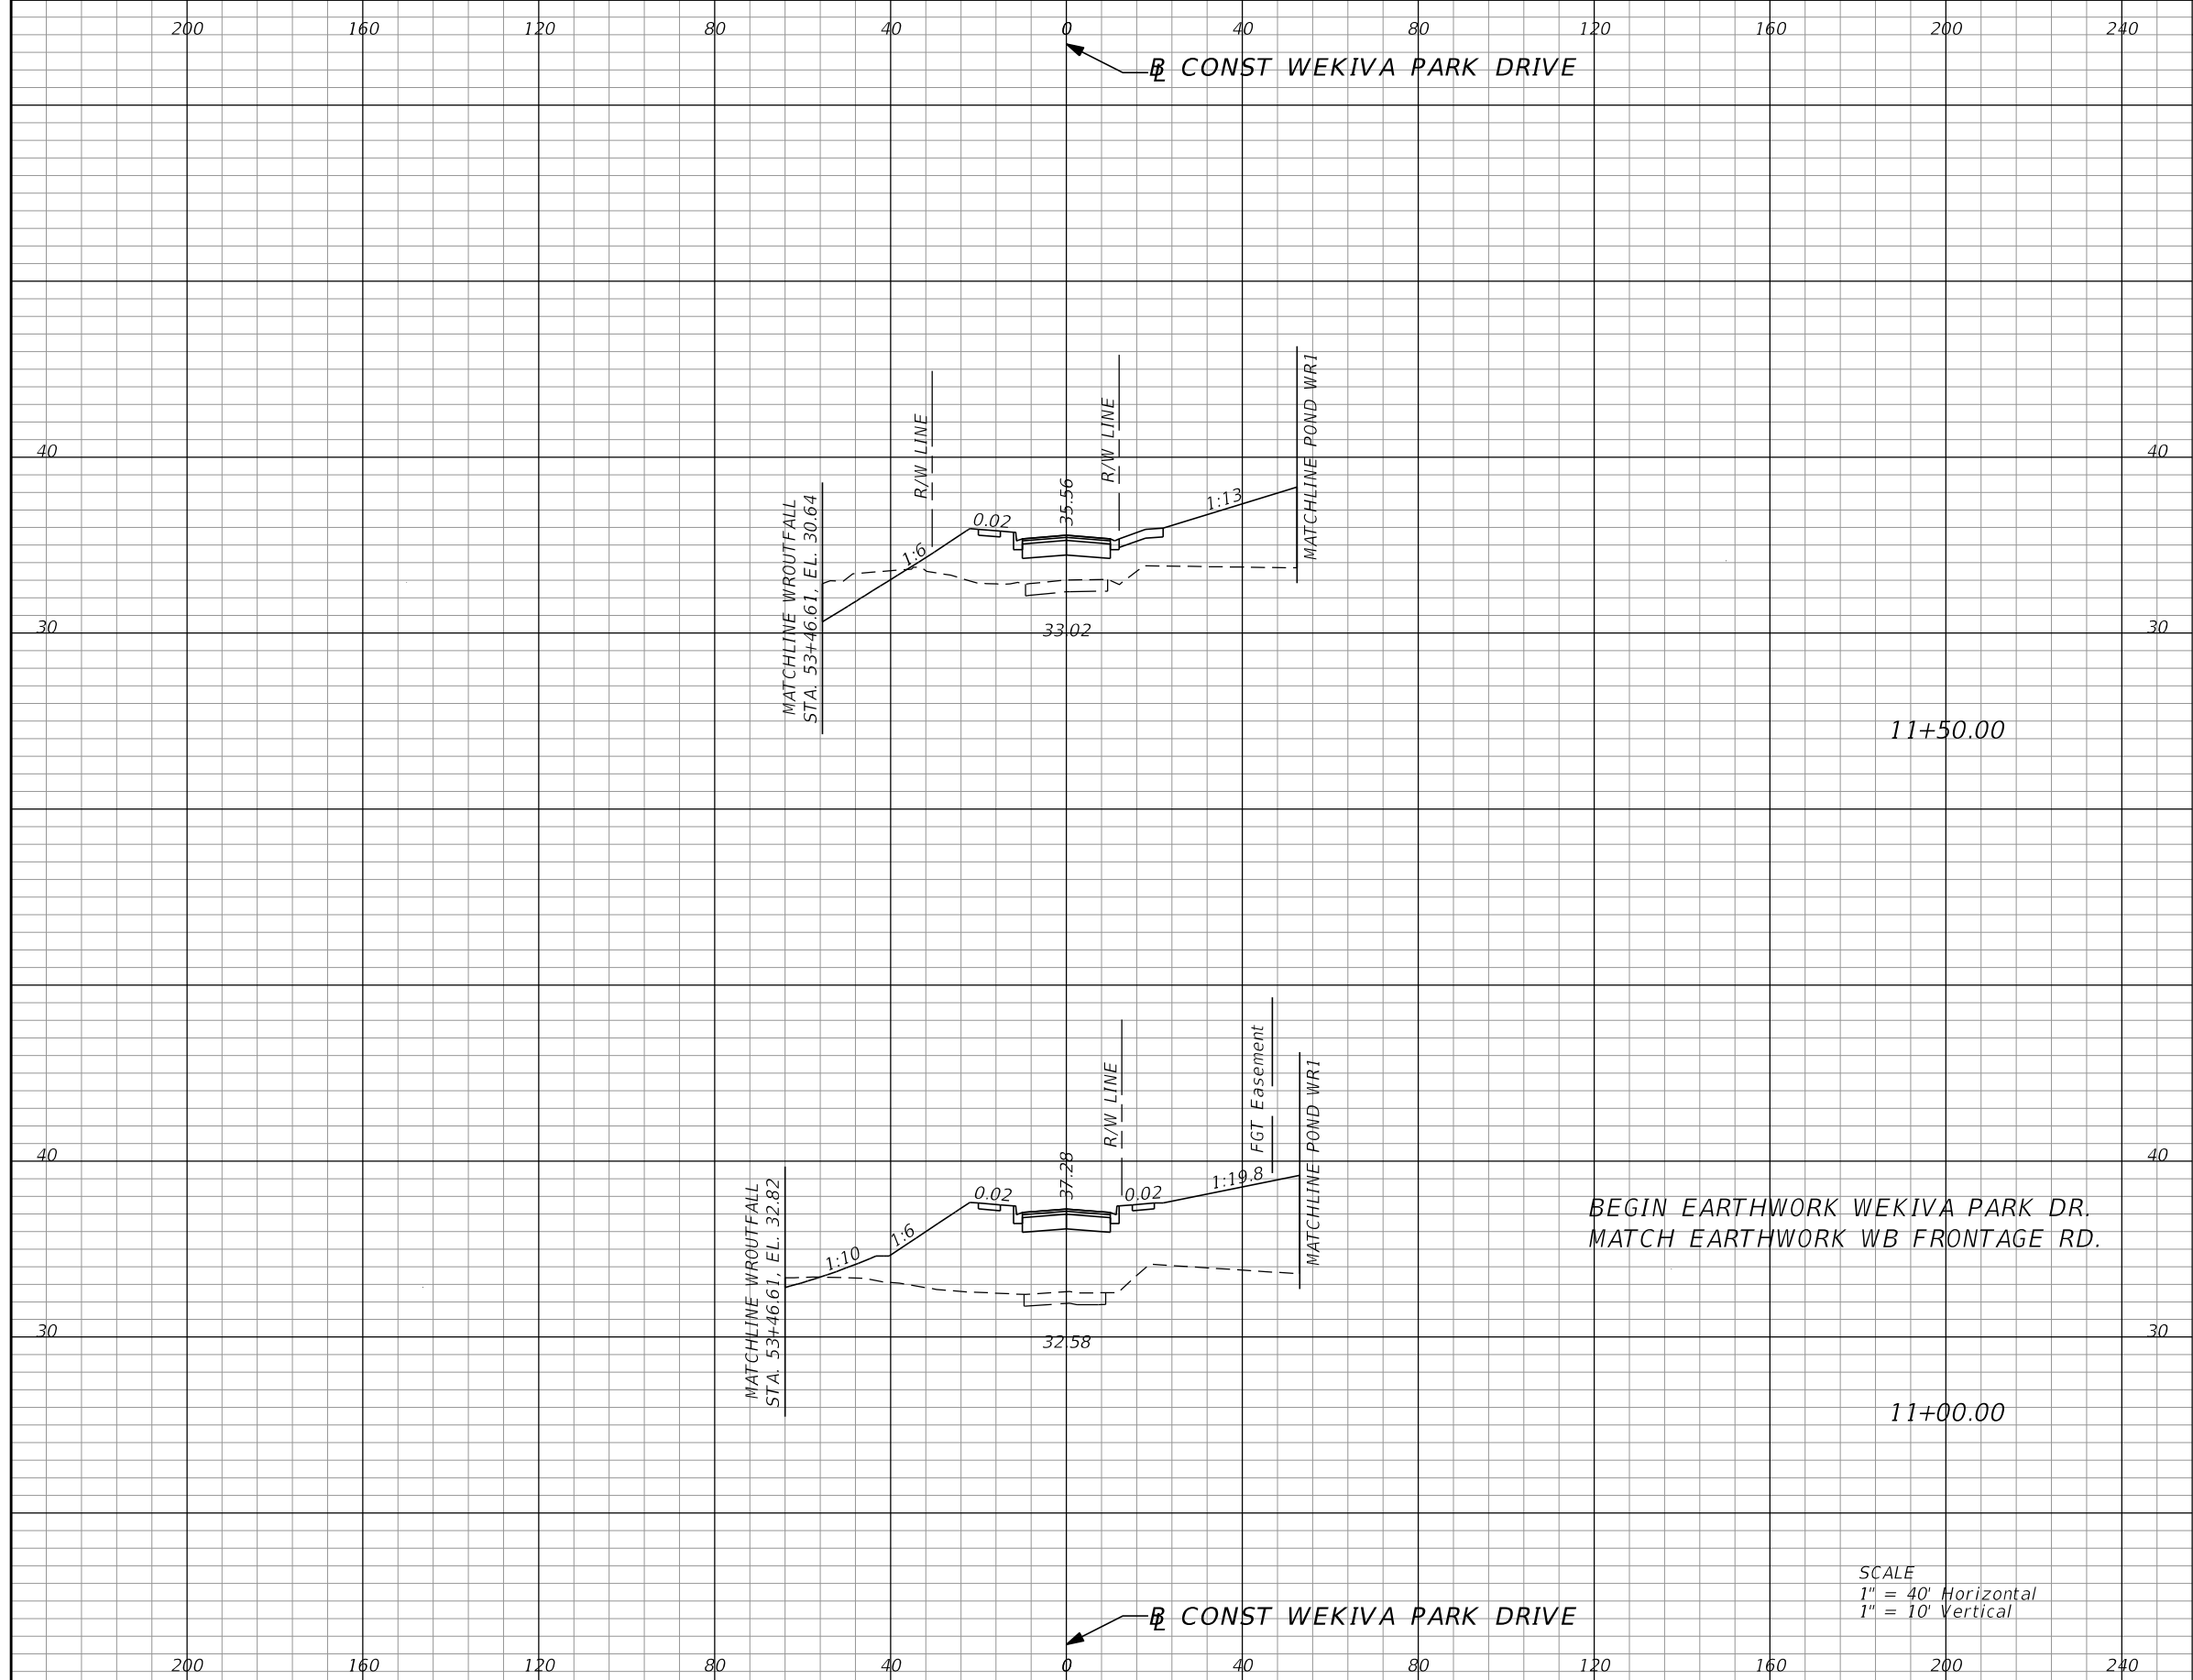 200 160 120 80 40 0 40 80 120 160 200 240
BL CONST WEKIVA PARK DRIVE
MATCHLINE POND WR1
R/W LINE
R/W LINE
40 40
35.56
1:13
0.02
MATCHLINE WROUTFALL
STA. 53+46.61, EL. 30.64
1:6
30 30
33.02
11+50.00
FGT Easement
MATCHLINE POND WR1
R/W LINE
40 40
37.28
1:19.8
0.02 0.02
MATCHLINE WROUTFALL
STA. 53+46.61, EL. 32.82
1:6
1:10
BEGIN EARTHWORK WEKIVA PARK DR.
MATCH EARTHWORK WB FRONTAGE RD.
30 30
32.58
11+00.00
SCALE
1" = 40' Horizontal
1" = 10' Vertical
BL CONST WEKIVA PARK DRIVE
200 160 120 80 40 0 40 80 120 160 200 240